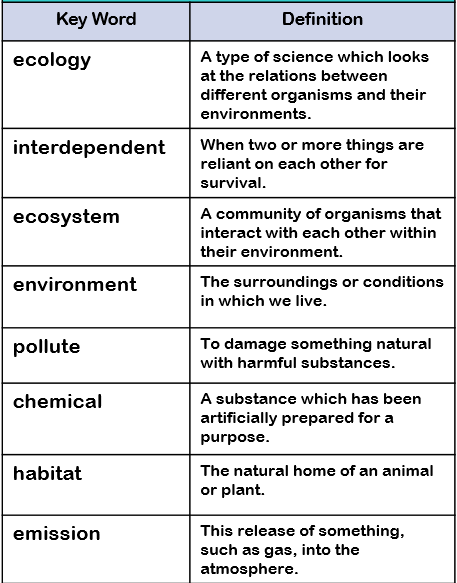 Key Word Definition
ecology
A type of science which looks
at the relations between
different organisms and their
environments.
interdependent
When two or more things are
reliant on each other for
survival.
ecosystem
A community of organisms that
interact with each other within
their environment.
environment
The surroundings or conditions
in which we live.
pollute
To damage something natural
with harmful substances.
chemical
A substance which has been
artificially prepared for a
purpose.
habitat
The natural home of an animal
or plant.
emission
This release of something,
such as gas, into the
atmosphere.